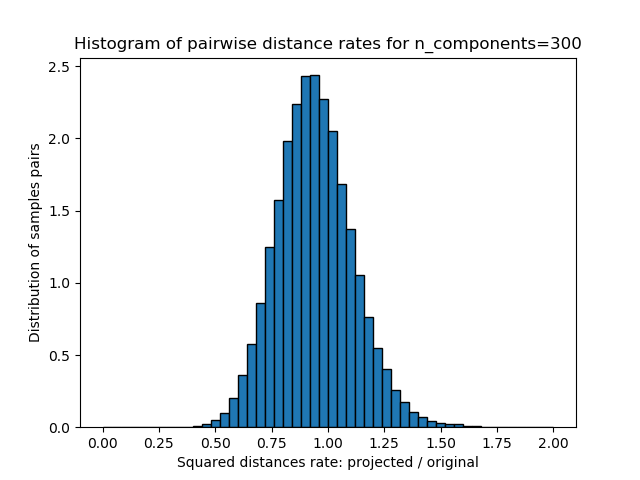 Histogram of pairwise distance rates for n_components=300
Distribution of samples pairs
2.5
2.0
1.5
1.0
0.5
0.0
0.00 0.25 0.50 0.75 1.00 1.25 1.50 1.75 2.00
Squared distances rate: projected / original